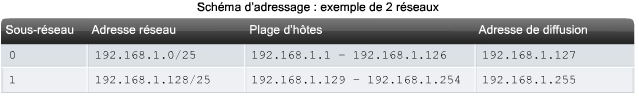 Schéma d'adressage : exemple de 2 réseaux
Sous-réseau Adresse réseau Plage d'hôtes Adresse de diffusion
0 192.168.1.0/25 192.168.1.1 - 192.168.1.126 192.168.1.127
1 192.168.1.128/25 192.168.1.129 - 192.168.1.254 192.168.1.255